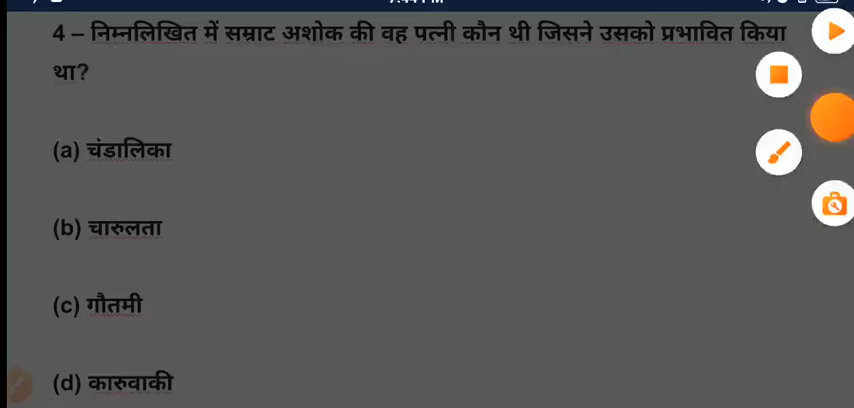 4 – निम्नलिखित में सम्राट अशोक की वह पत्नी कौन थी जिसने उसको प्रभावित किया
था?
(a) चंडालिका
(b) चारुलता
(c) गौतमी
(d) कारुवाकी